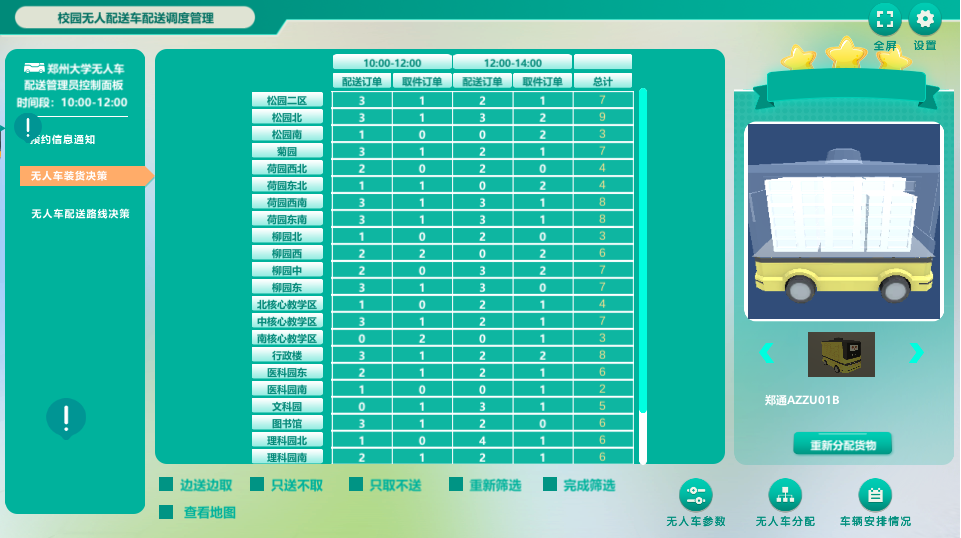 校园无人配送车配送调度管理
全屏
设置
郑州大学无人车
配送管理员控制面板
时间段：10:00-12:00
预约信息通知
无人车装货决策
无人车配送路线决策
10:00-12:00 12:00-14:00
配送订单 取件订单 配送订单 取件订单 总计
松园二区 3 1 2 1 7
松园北 3 1 3 2 9
松园南 1 0 0 2 3
菊园 3 1 2 1 7
荷园西北 2 0 2 0 4
荷园东北 1 1 0 2 4
荷园西南 3 1 3 1 8
荷园东南 3 1 3 1 8
柳园北 1 0 2 0 3
柳园西 2 2 0 2 6
柳园中 2 0 3 2 7
柳园东 3 1 3 0 7
北核心教学区 1 0 2 1 4
中核心教学区 3 1 2 1 7
南核心教学区 0 2 0 1 3
行政楼 3 1 2 2 8
医科园东 2 1 2 1 6
医科园南 1 0 0 1 2
文科园 0 1 3 1 5
图书馆 3 1 2 0 6
理科园北 1 0 4 1 6
理科园南 2 1 2 1 6
郑通AZZU01B
重新分配货物
边送边取 只送不取 只取不送 重新筛选 完成筛选
查看地图
无人车参数 无人车分配 车辆安排情况